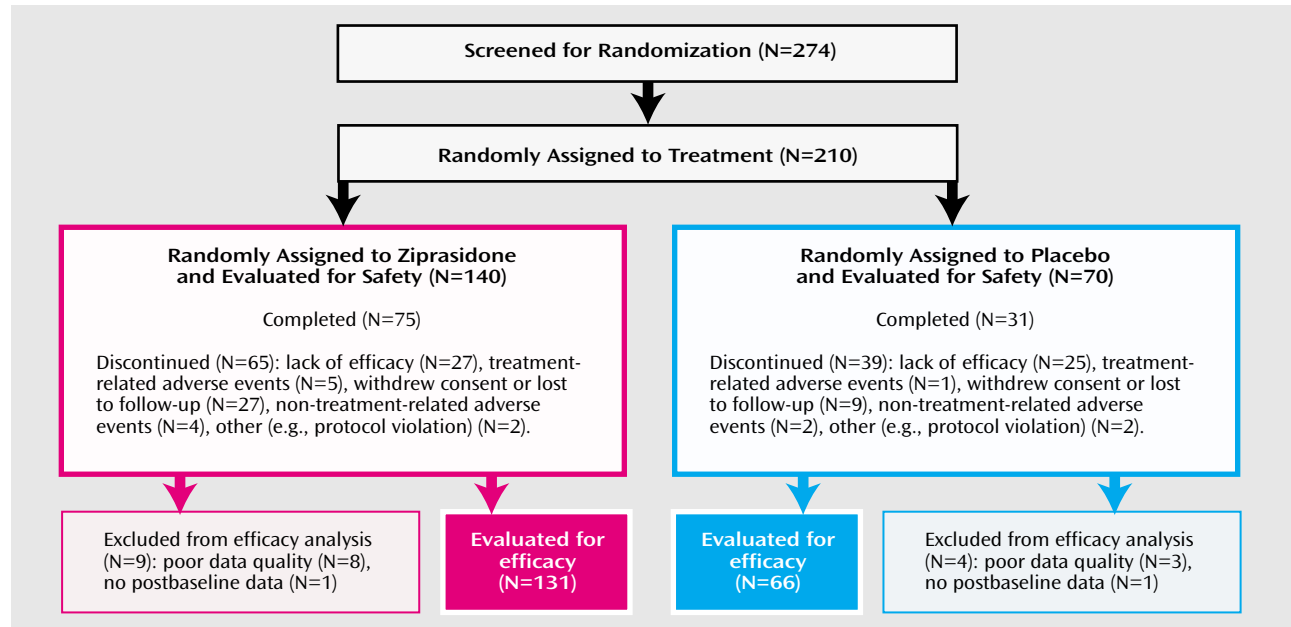 Screened for Randomization (N=274)
Randomly Assigned to Treatment (N=210)
Randomly Assigned to Ziprasidone
and Evaluated for Safety (N=140)
Completed (N=75)
Discontinued (N=65): lack of efficacy (N=27), treatment-
related adverse events (N=5), withdrew consent or lost
to follow-up (N=27), non-treatment-related adverse
events (N=4), other (e.g., protocol violation) (N=2).
Randomly Assigned to Placebo
and Evaluated for Safety (N=70)
Completed (N=31)
Discontinued (N=39): lack of efficacy (N=25), treatment-
related adverse events (N=1), withdrew consent or lost
to follow-up (N=9), non-treatment-related adverse
events (N=2), other (e.g., protocol violation) (N=2).
Excluded from efficacy analysis
(N=9): poor data quality (N=8),
no postbaseline data (N=1)
Evaluated for
efficacy
(N=131)
Evaluated for
efficacy
(N=66)
Excluded from efficacy analysis
(N=4): poor data quality (N=3),
no postbaseline data (N=1)